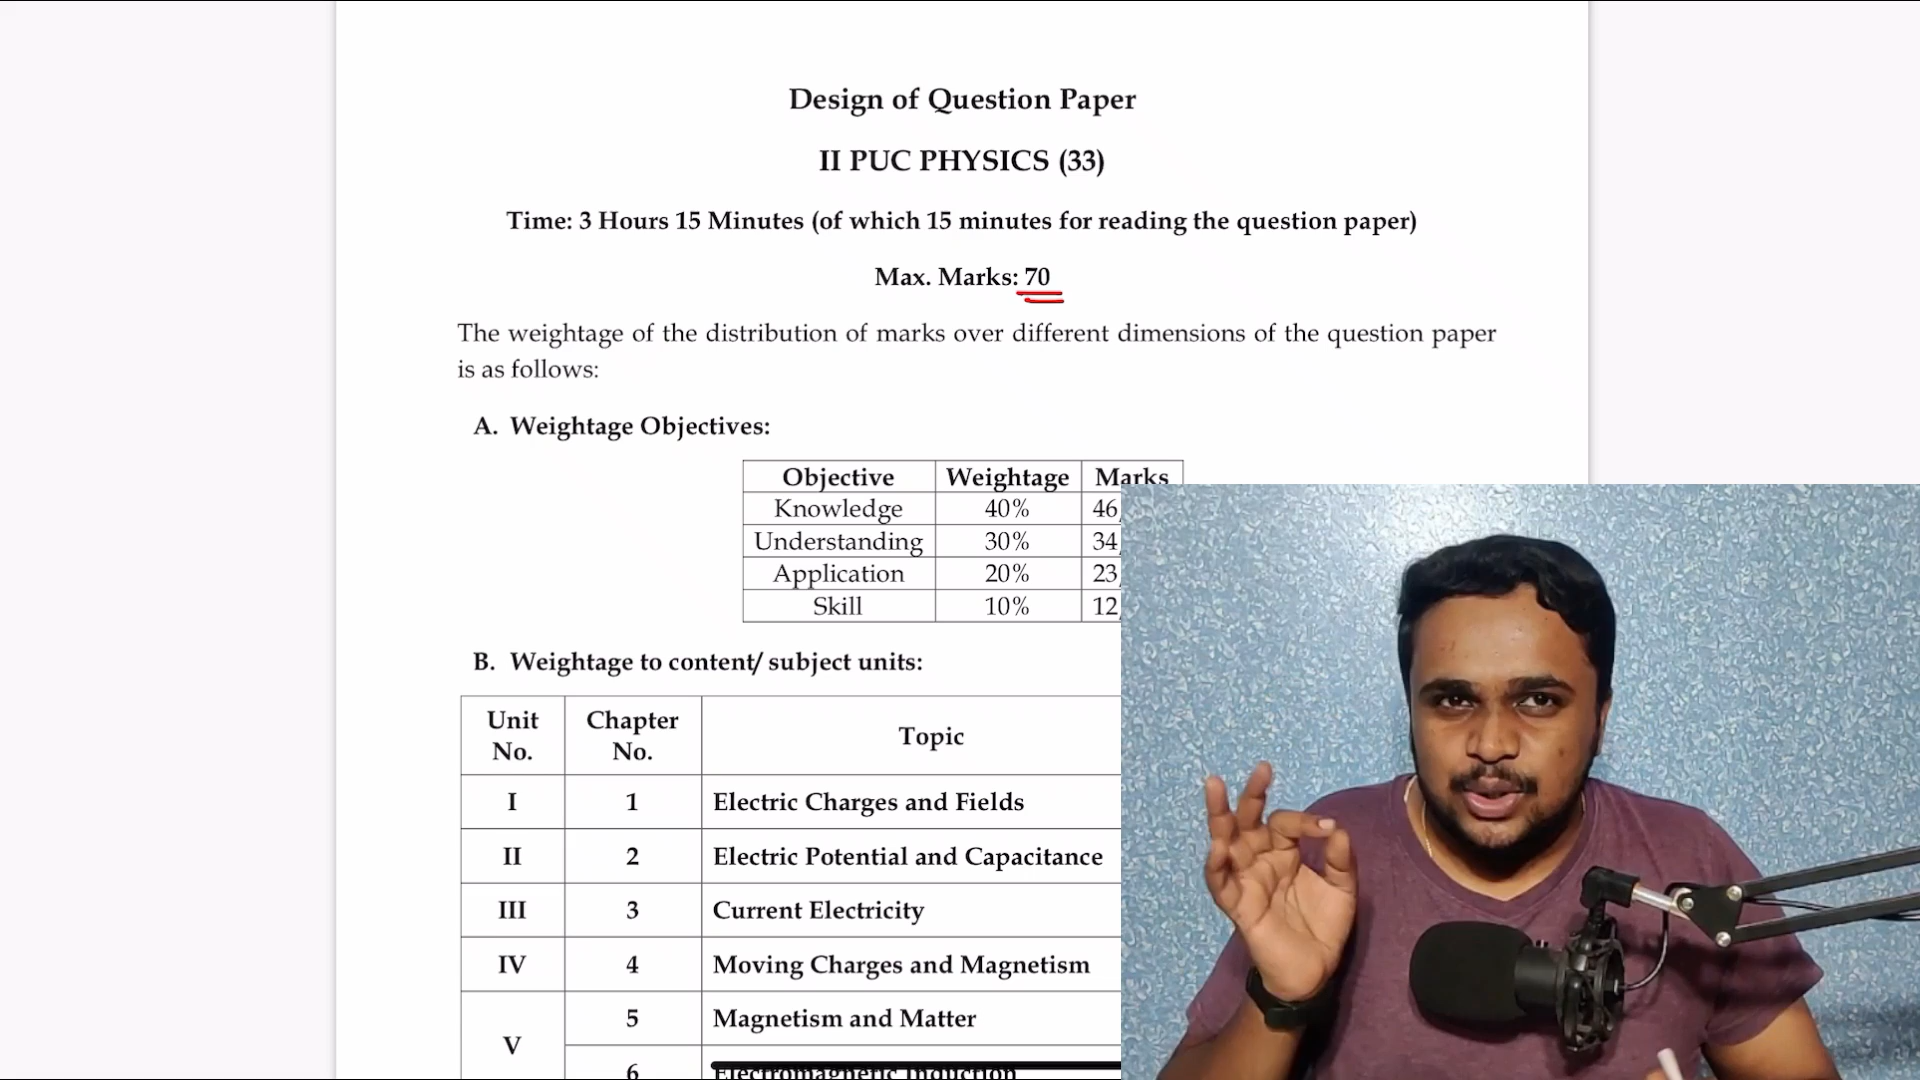 Design of Question Paper
II PUC PHYSICS (33)
Time: 3 Hours 15 Minutes (of which 15 minutes for reading the question paper)
Max. Marks: 70
The weightage of the distribution of marks over different dimensions of the question paper
is as follows:
A. Weightage Objectives:
Objective Weightage Marks
Knowledge 40% 46
Understanding 30% 34
Application 20% 23
Skill 10% 12
B. Weightage to content/ subject units:
Unit No. Chapter No. Topic
I 1 Electric Charges and Fields
II 2 Electric Potential and Capacitance
III 3 Current Electricity
IV 4 Moving Charges and Magnetism
V 5 Magnetism and Matter
6 Electromagnetic Induction